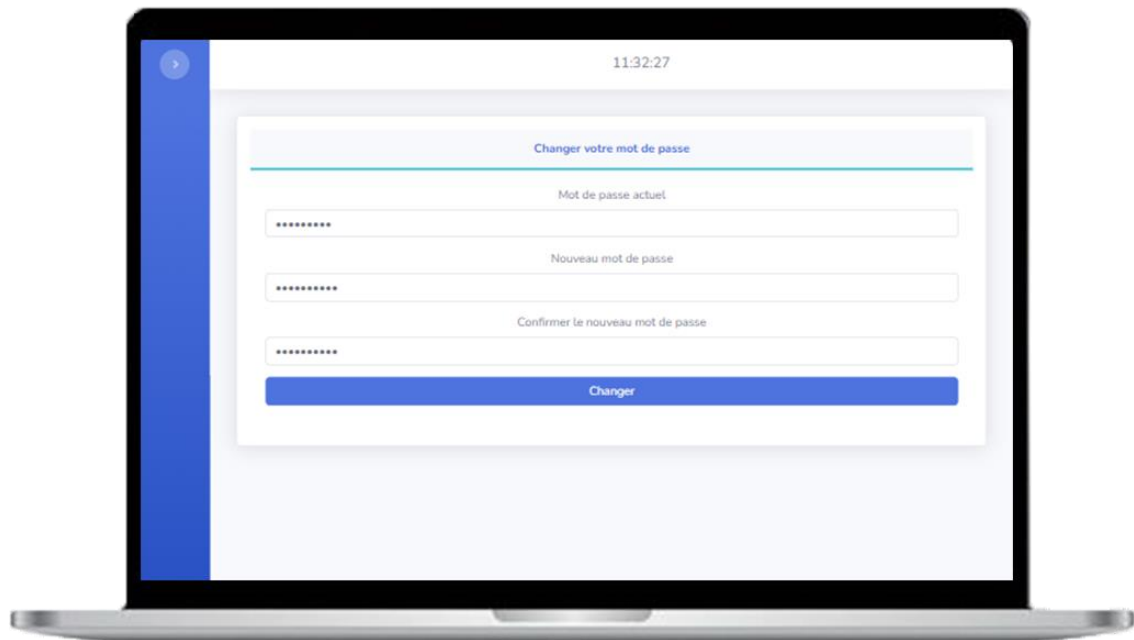 11:32:27
Changer votre mot de passe
Mot de passe actuel
•••••••••
Nouveau mot de passe
••••••••••
Confirmer le nouveau mot de passe
••••••••••
Changer